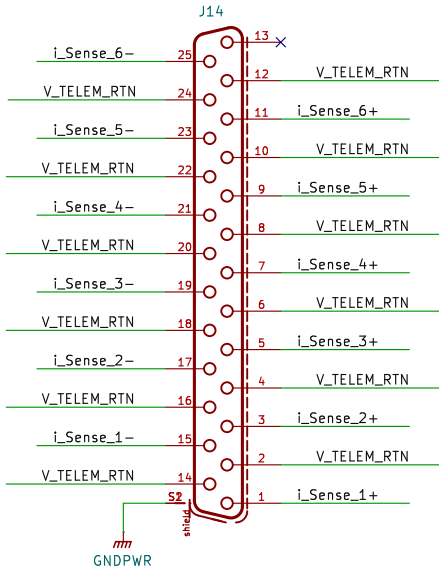 J14
13
i_Sense_6- 25
12 V_TELEM_RTN
V_TELEM_RTN 24
11 i_Sense_6+
i_Sense_5- 23
10 V_TELEM_RTN
V_TELEM_RTN 22
9 i_Sense_5+
i_Sense_4- 21
8 V_TELEM_RTN
V_TELEM_RTN 20
7 i_Sense_4+
i_Sense_3- 19
6 V_TELEM_RTN
V_TELEM_RTN 18
5 i_Sense_3+
i_Sense_2- 17
4 V_TELEM_RTN
V_TELEM_RTN 16
3 i_Sense_2+
i_Sense_1- 15
2 V_TELEM_RTN
V_TELEM_RTN 14
1 i_Sense_1+
shield
GNDPWR